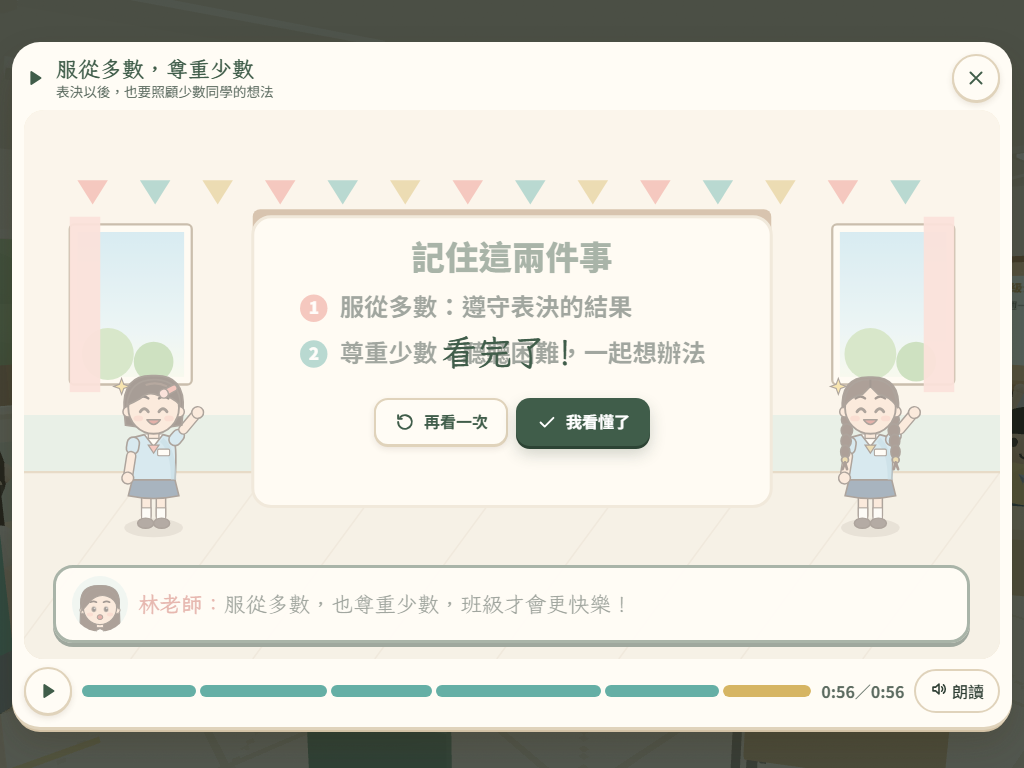 服從多數，尊重少數
表決以後，也要照顧少數同學的想法
記住這兩件事
1 服從多數：遵守表決的結果
2 尊重少數：聽聽困難，一起想辦法
看完了！
再看一次
我看懂了
林老師：服從多數，也尊重少數，班級才會更快樂！
0:56／0:56
朗讀